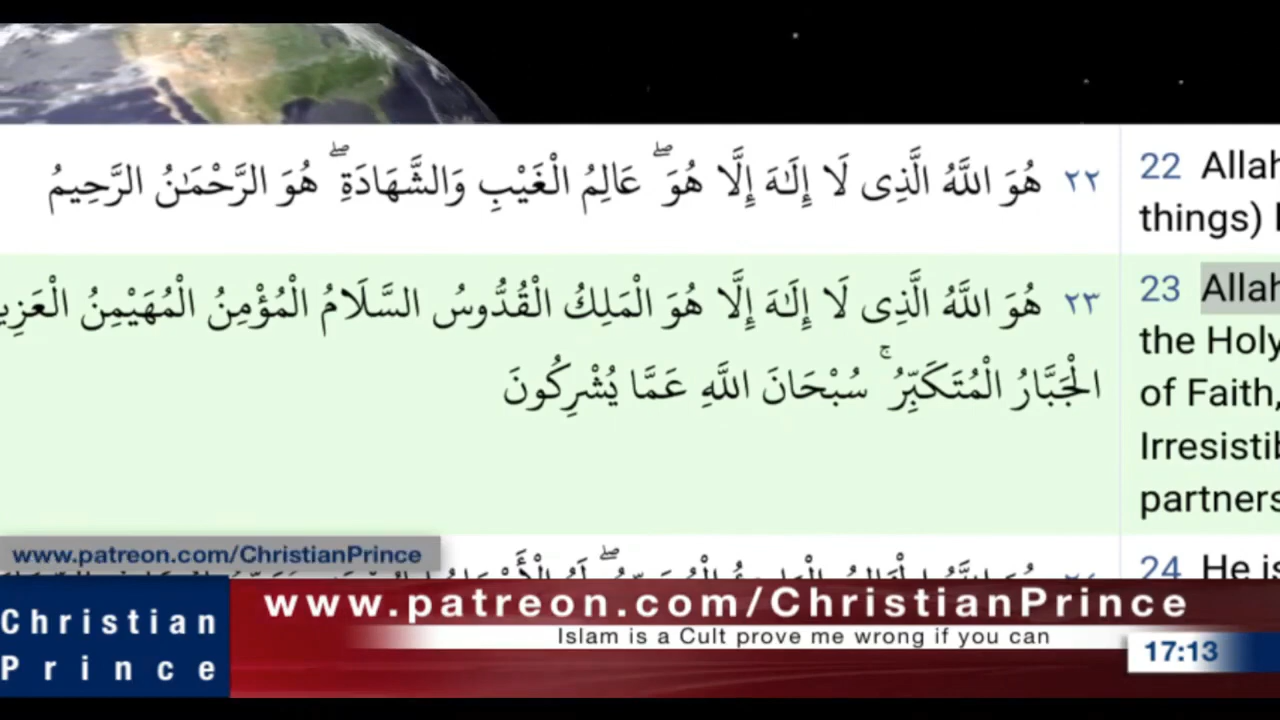 ٢٢ هُوَ اللَّهُ الَّذِى لَا إِلَـٰهَ إِلَّا هُوَ ۖ عَالِمُ الْغَيْبِ وَالشَّهَادَةِ ۖ هُوَ الرَّحْمَـٰنُ الرَّحِيمُ
22 Allah
things)
٢٣ هُوَ اللَّهُ الَّذِى لَا إِلَـٰهَ إِلَّا هُوَ الْمَلِكُ الْقُدُّوسُ السَّلَامُ الْمُؤْمِنُ الْمُهَيْمِنُ
الْجَبَّارُ الْمُتَكَبِّرُ ۚ سُبْحَانَ اللَّهِ عَمَّا يُشْرِكُونَ
23 Allah
the Holy
of Faith,
Irresistib
partners
24 He is
www.patreon.com/ChristianPrince
www.patreon.com/ChristianPrince
Islam is a Cult prove me wrong if you can
Christian
Prince
17:13